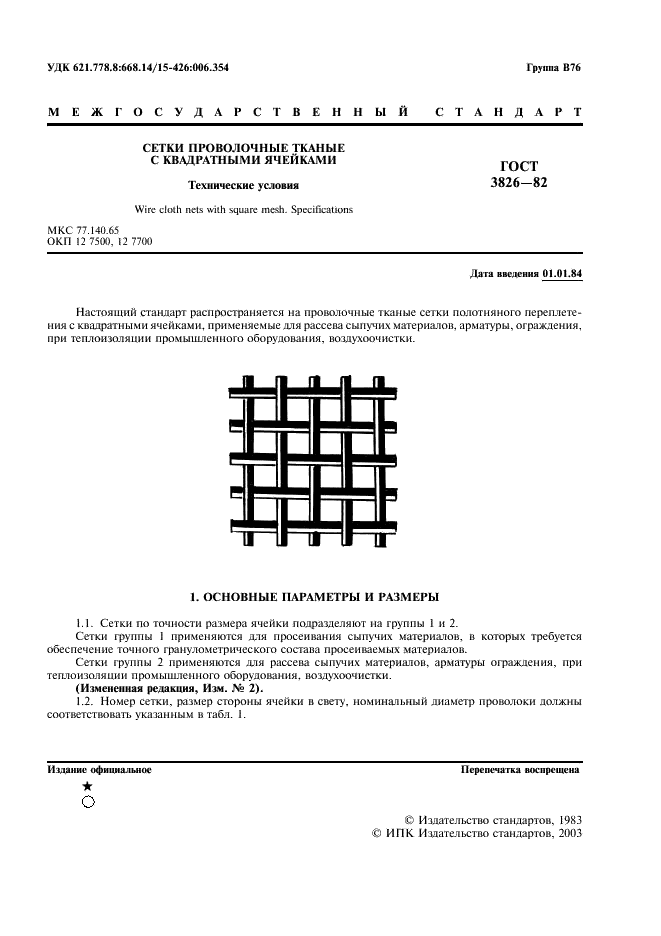 УДК 621.778.8:668.14/15-426:006.354 Группа В76
МЕЖГОСУДАРСТВЕННЫЙ СТАНДАРТ
СЕТКИ ПРОВОЛОЧНЫЕ ТКАНЫЕ
С КВАДРАТНЫМИ ЯЧЕЙКАМИ
Технические условия
Wire cloth nets with square mesh. Specifications
ГОСТ
3826—82
МКС 77.140.65
ОКП 12 7500, 12 7700
Дата введения 01.01.84
Настоящий стандарт распространяется на проволочные тканые сетки полотняного переплете-
ния с квадратными ячейками, применяемые для рассева сыпучих материалов, арматуры, ограждения,
при теплоизоляции промышленного оборудования, воздухоочистки.
1. ОСНОВНЫЕ ПАРАМЕТРЫ И РАЗМЕРЫ
1.1. Сетки по точности размера ячейки подразделяют на группы 1 и 2.
Сетки группы 1 применяются для просеивания сыпучих материалов, в которых требуется
обеспечение точного гранулометрического состава просеиваемых материалов.
Сетки группы 2 применяются для рассева сыпучих материалов, арматуры ограждения, при
теплоизоляции промышленного оборудования, воздухоочистки.
(Измененная редакция, Изм. № 2).
1.2. Номер сетки, размер стороны ячейки в свету, номинальный диаметр проволоки должны
соответствовать указанным в табл. 1.
Издание официальное Перепечатка воспрещена
© Издательство стандартов, 1983
© ИПК Издательство стандартов, 2003